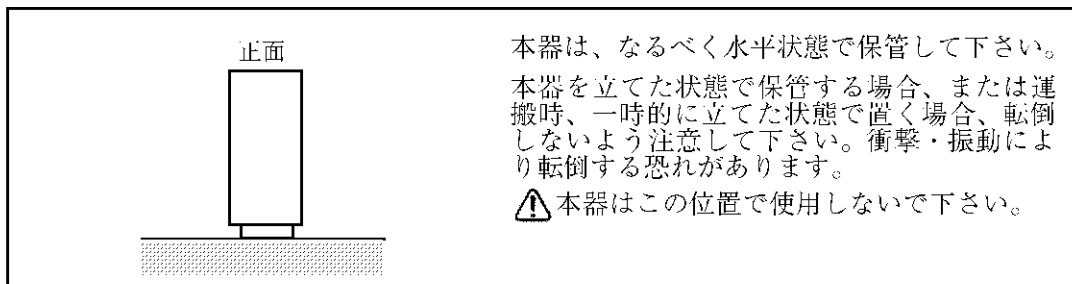 正面
本器は、なるべく水平状態で保管して下さい。
本器を立てた状態で保管する場合、または運
搬時、一時的に立てた状態で置く場合、転倒
しないよう注意して下さい。衝撃・振動によ
り転倒する恐れがあります。
本器はこの位置で使用しないで下さい。